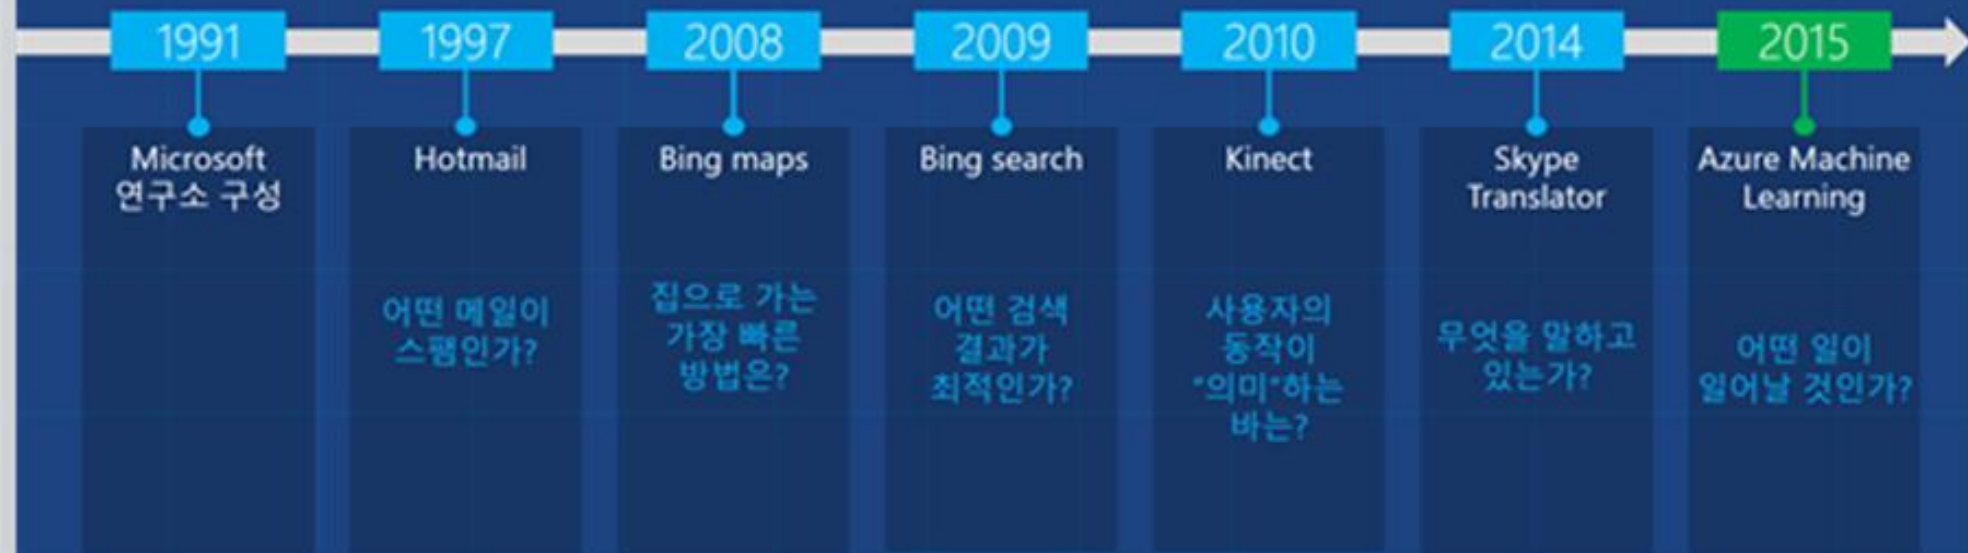 1991
1997
2008
2009
2010
2014
2015
Microsoft
연구소 구성
Hotmail
어떤 메일이
스팸인가?
Bing maps
집으로 가는
가장 빠른
방법은?
Bing search
어떤 검색
결과가
최적인가?
Kinect
사용자의
동작이
"의미"하는
바는?
Skype
Translator
무엇을 말하고
있는가?
Azure Machine
Learning
어떤 일이
일어날 것인가?